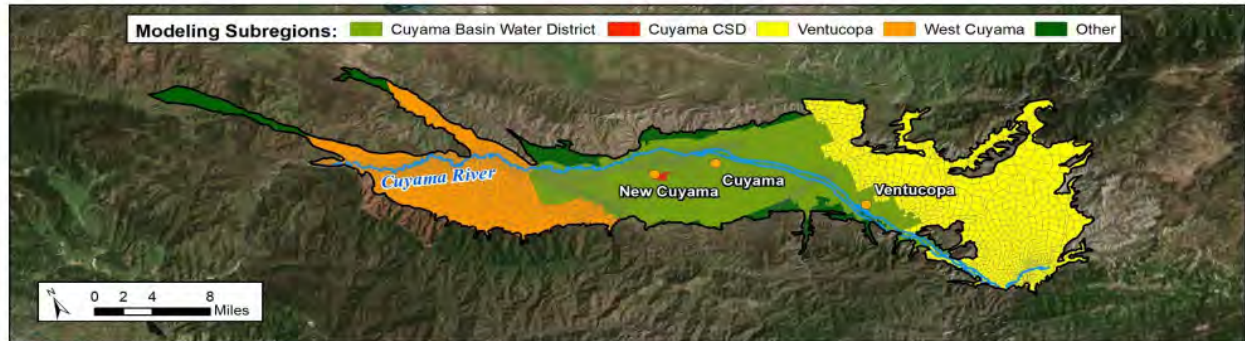 Modeling Subregions: Cuyama Basin Water District Cuyama CSD Ventucopa West Cuyama Other
Cuyama River
New Cuyama
Cuyama
Ventucopa
N
0 2 4 8
Miles